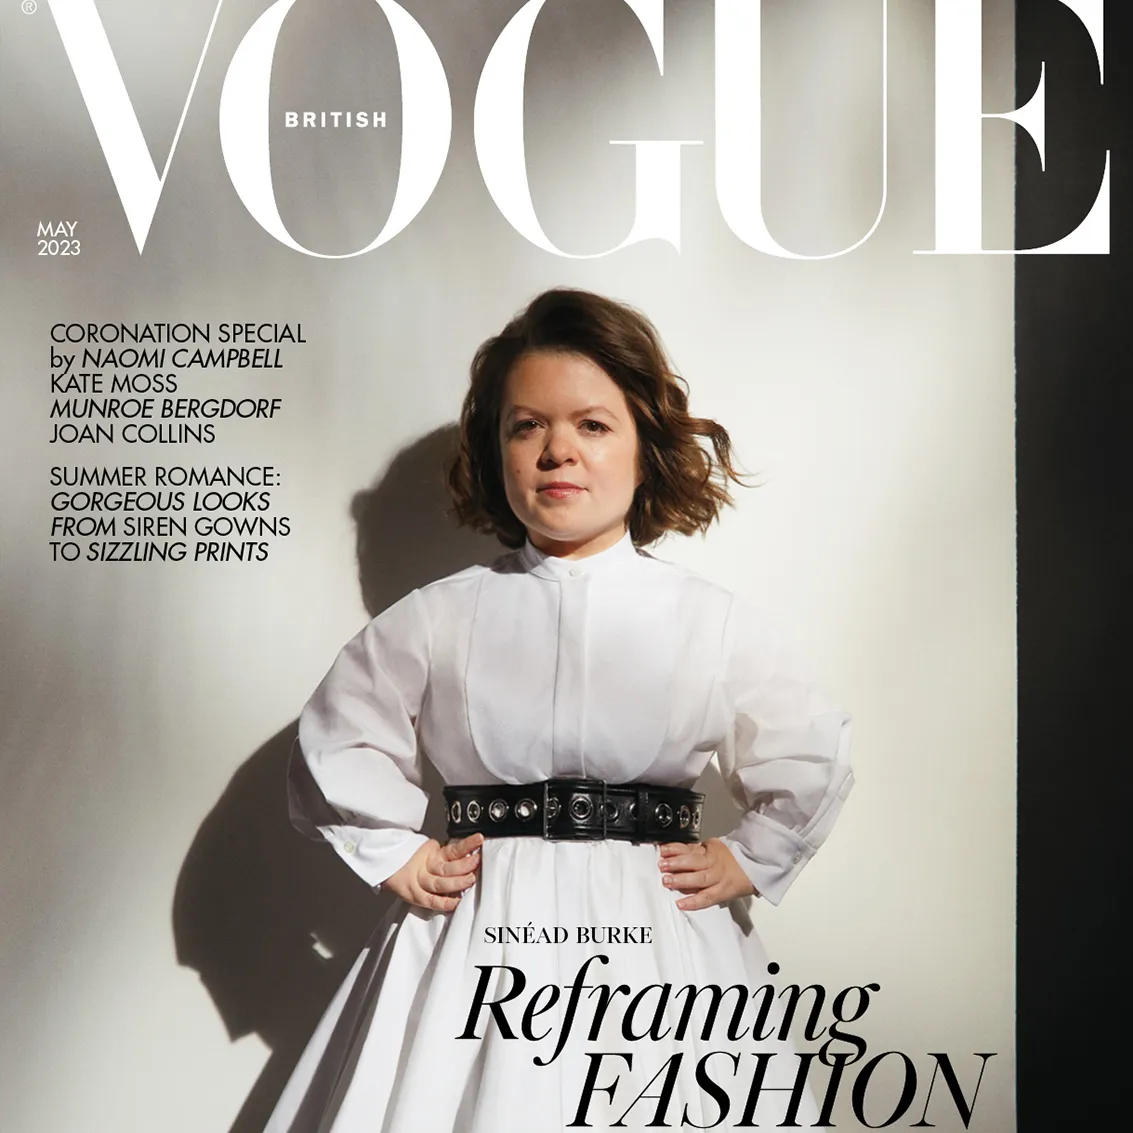 ®
VOGUE
BRITISH
MAY
2023
CORONATION SPECIAL
by NAOMI CAMPBELL
KATE MOSS
MUNROE BERGDORF
JOAN COLLINS
SUMMER ROMANCE:
GORGEOUS LOOKS
FROM SIREN GOWNS
TO SIZZLING PRINTS
SINÉAD BURKE
Reframing
FASHION